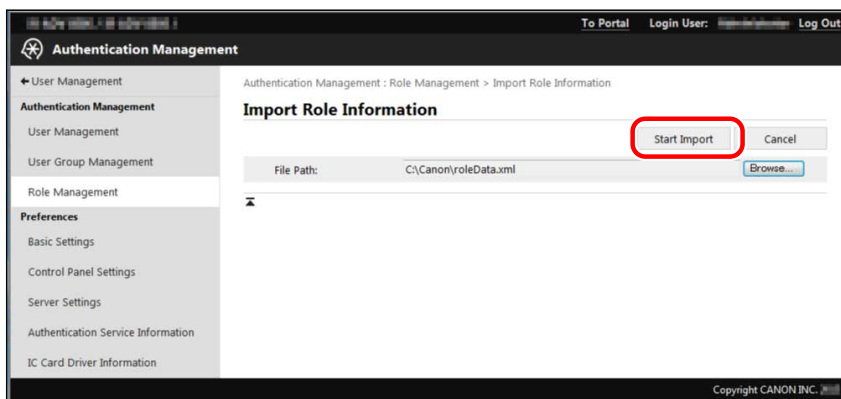 To Portal Login User: Log Out
Authentication Management
User Management
Authentication Management
User Management
User Group Management
Role Management
Preferences
Basic Settings
Control Panel Settings
Server Settings
Authentication Service Information
IC Card Driver Information
Authentication Management : Role Management > Import Role Information
Import Role Information
Start Import Cancel
File Path: C:\Canon\roleData.xml Browse...
Copyright CANON INC.